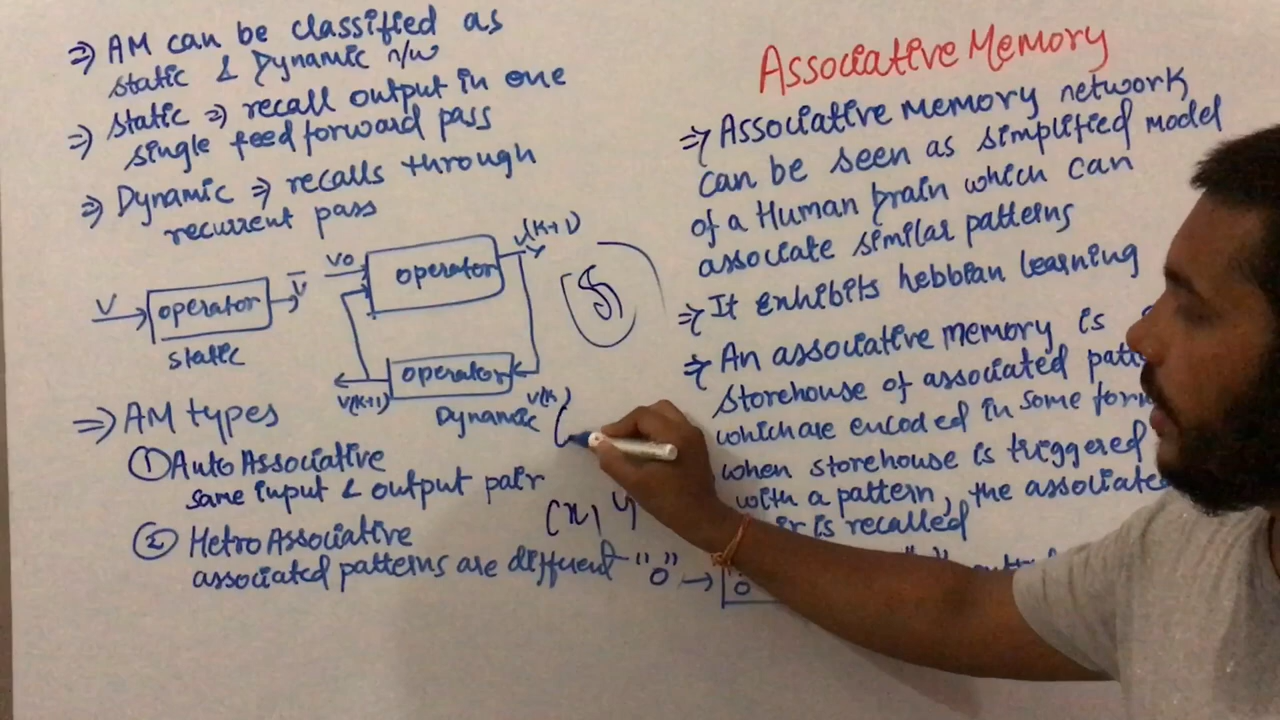 Associative Memory
⇒ Associative memory network
can be seen as simplified model
of a Human brain which can
associate similar patterns
⇒ It exhibits hebbian learning
⇒ An associative memory is
storehouse of associated
which are encoded in some
when storehouse is triggered
with a pattern, the
is recalled
⇒ AM can be classified as
static & Dynamic n/w
⇒ static ⇒ recall output in one
single feed forward pass
⇒ Dynamic ⇒ recalls through
recurrent pass
V operator V̅
static
V0 operator V(K+1)
operator
V(K+1) V(K)
Dynamic
⇒ AM types
① Auto Associative
same input & output pair
② Hetro Associative
associated patterns are different "o" → o
(x, y